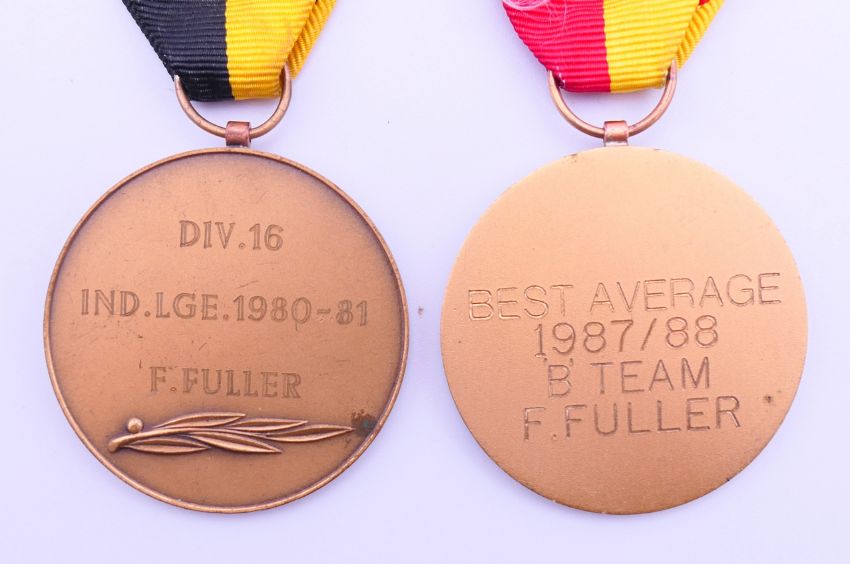 DIV.16
IND.LGE.1980-81
F.FULLER
BEST AVERAGE
1987/88
B TEAM
F.FULLER